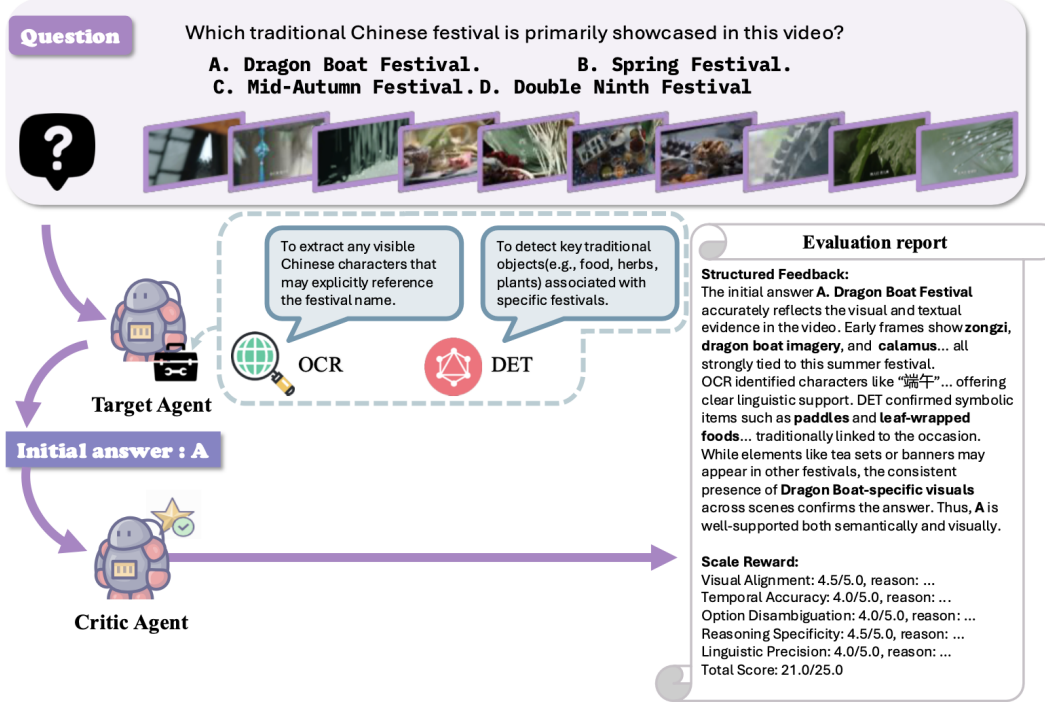 Question
Which traditional Chinese festival is primarily showcased in this video?
A. Dragon Boat Festival. B. Spring Festival.
C. Mid-Autumn Festival. D. Double Ninth Festival
?
To extract any visible
Chinese characters that
may explicitly reference
the festival name.
To detect key traditional
objects(e.g., food, herbs,
plants) associated with
specific festivals.
OCR
DET
Target Agent
Initial answer : A
Critic Agent
Evaluation report
Structured Feedback:
The initial answer A. Dragon Boat Festival
accurately reflects the visual and textual
evidence in the video. Early frames show zongzi,
dragon boat imagery, and calamus... all
strongly tied to this summer festival.
OCR identified characters like “端午”... offering
clear linguistic support. DET confirmed symbolic
items such as paddles and leaf-wrapped
foods... traditionally linked to the occasion.
While elements like tea sets or banners may
appear in other festivals, the consistent
presence of Dragon Boat-specific visuals
across scenes confirms the answer. Thus, A is
well-supported both semantically and visually.
Scale Reward:
Visual Alignment: 4.5/5.0, reason: ...
Temporal Accuracy: 4.0/5.0, reason: ...
Option Disambiguation: 4.0/5.0, reason: ...
Reasoning Specificity: 4.5/5.0, reason: ...
Linguistic Precision: 4.0/5.0, reason: ...
Total Score: 21.0/25.0